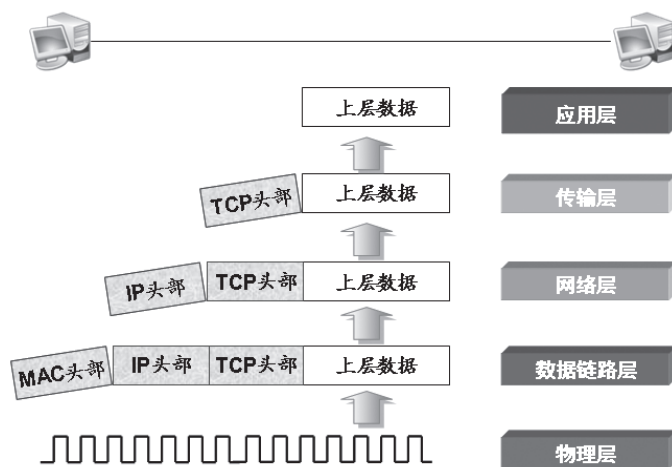 上层数据 应用层
TCP头部 上层数据 传输层
IP头部 TCP头部 上层数据 网络层
MAC头部 IP头部 TCP头部 上层数据 数据链路层
物理层